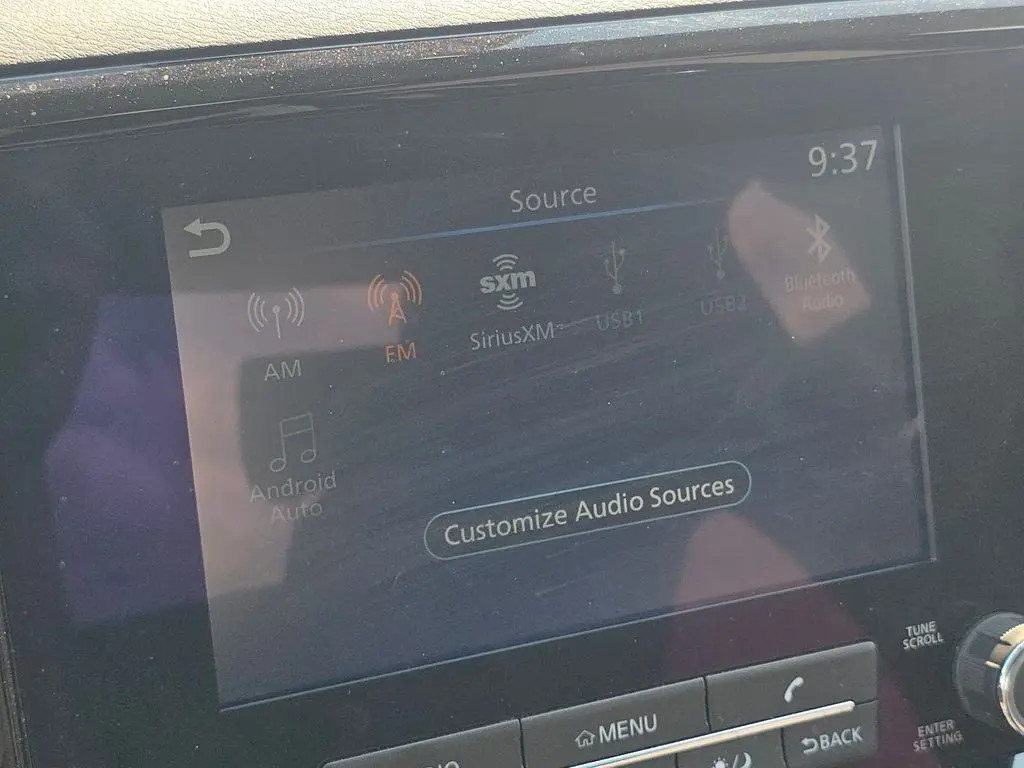 9:37
Source
AM
FM
sxm
SiriusXM
USB1
USB2
Bluetooth
Audio
Android
Auto
Customize Audio Sources
TUNE
SCROLL
MENU
BACK
ENTER
SETTING